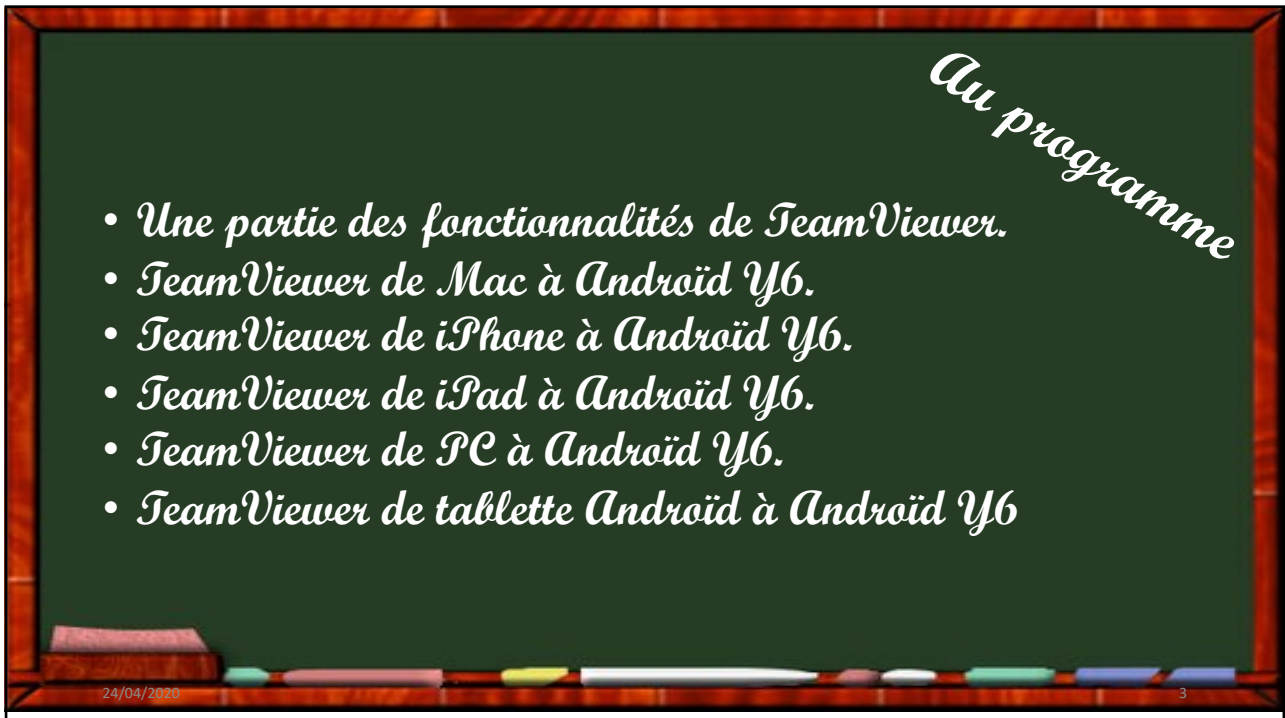 Au programme
• Une partie des fonctionnalités de TeamViewer.
• TeamViewer de Mac à Androïd Y6.
• TeamViewer de iPhone à Androïd Y6.
• TeamViewer de iPad à Androïd Y6.
• TeamViewer de PC à Androïd Y6.
• TeamViewer de tablette Androïd à Androïd Y6
24/04/2020
3